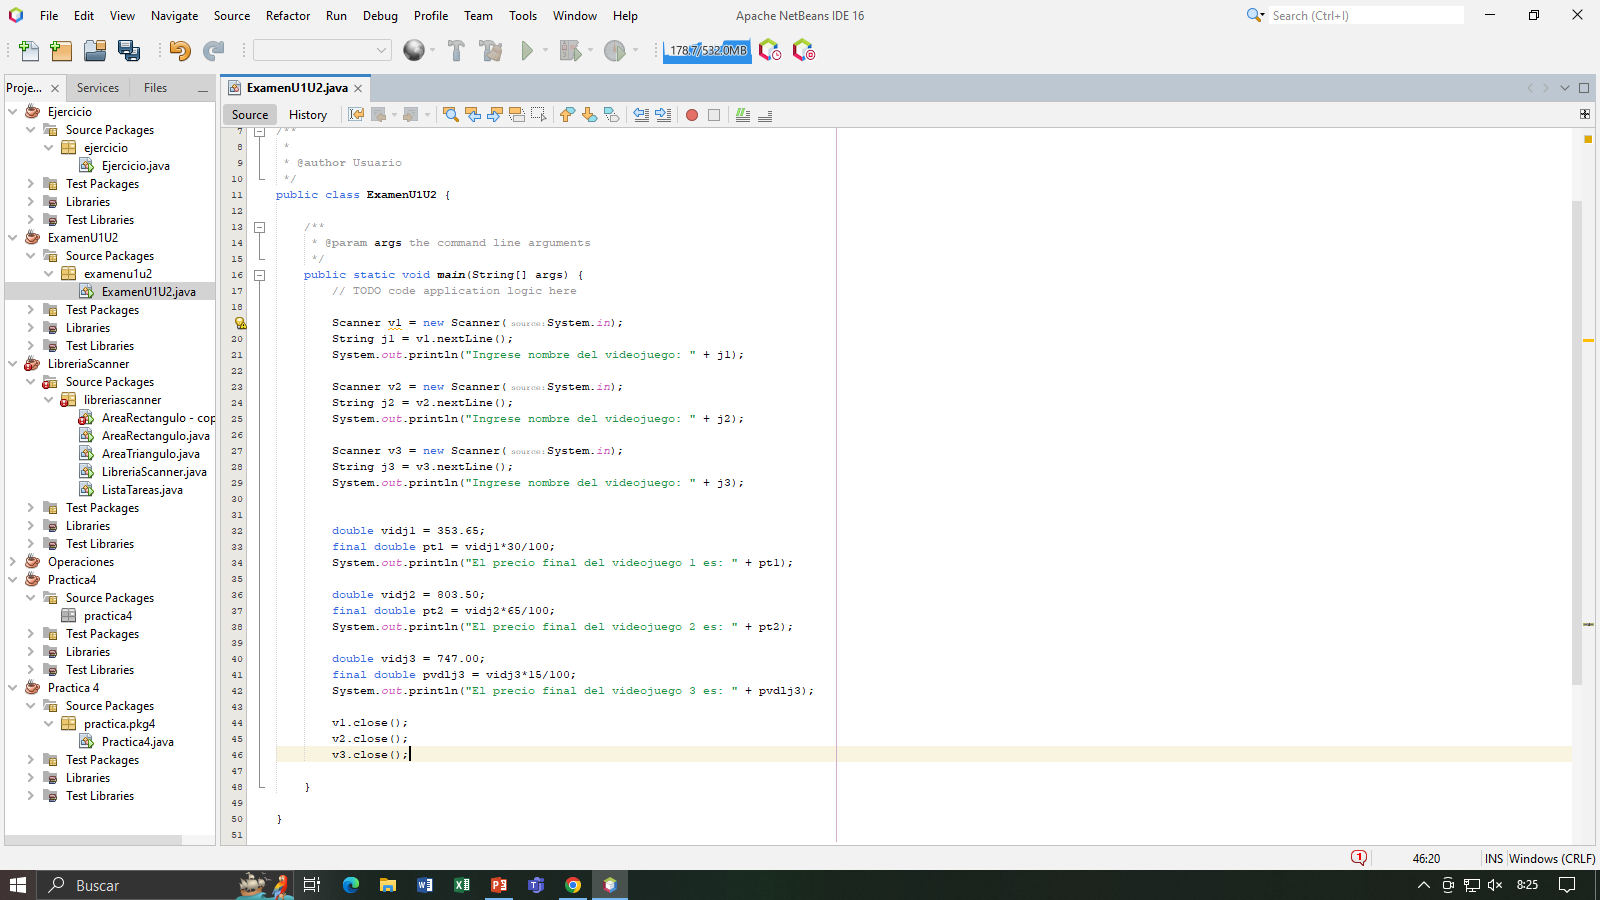 File Edit View Navigate Source Refactor Run Debug Profile Team Tools Window Help
Apache NetBeans IDE 16
Search (Ctrl+I)
178.7/532.0MB
Proje...
Services
Files
ExamenU1U2.java
Source
History
Ejercicio
Source Packages
ejercicio
Ejercicio.java
Test Packages
Libraries
Test Libraries
ExamenU1U2
Source Packages
examenu1u2
ExamenU1U2.java
Test Packages
Libraries
Test Libraries
LibreriaScanner
Source Packages
libreriascanner
AreaRectangulo - cop
AreaRectangulo.java
AreaTriangulo.java
LibreriaScanner.java
ListaTareas.java
Test Packages
Libraries
Test Libraries
Operaciones
Practica4
Source Packages
practica4
Test Packages
Libraries
Test Libraries
Practica 4
Source Packages
practica.pkg4
Practica4.java
Test Packages
Libraries
Test Libraries
7 /**
8 *
9 * @author Usuario
10 */
11 public class ExamenU1U2 {
12
13 /**
14 * @param args the command line arguments
15 */
16 public static void main(String[] args) {
17 // TODO code application logic here
18
Scanner v1 = new Scanner( source: System.in);
20 String j1 = v1.nextLine();
21 System.out.println("Ingrese nombre del videojuego: " + j1);
22
23 Scanner v2 = new Scanner( source: System.in);
24 String j2 = v2.nextLine();
25 System.out.println("Ingrese nombre del videojuego: " + j2);
26
27 Scanner v3 = new Scanner( source: System.in);
28 String j3 = v3.nextLine();
29 System.out.println("Ingrese nombre del videojuego: " + j3);
30
31
32 double vidj1 = 353.65;
33 final double pt1 = vidj1*30/100;
34 System.out.println("El precio final del videojuego 1 es: " + pt1);
35
36 double vidj2 = 803.50;
37 final double pt2 = vidj2*65/100;
38 System.out.println("El precio final del videojuego 2 es: " + pt2);
39
40 double vidj3 = 747.00;
41 final double pvdlj3 = vidj3*15/100;
42 System.out.println("El precio final del videojuego 3 es: " + pvdlj3);
43
44 v1.close();
45 v2.close();
46 v3.close();
47
48 }
49
50 }
51
1
46:20
INS
Windows (CRLF)
Buscar
8:25